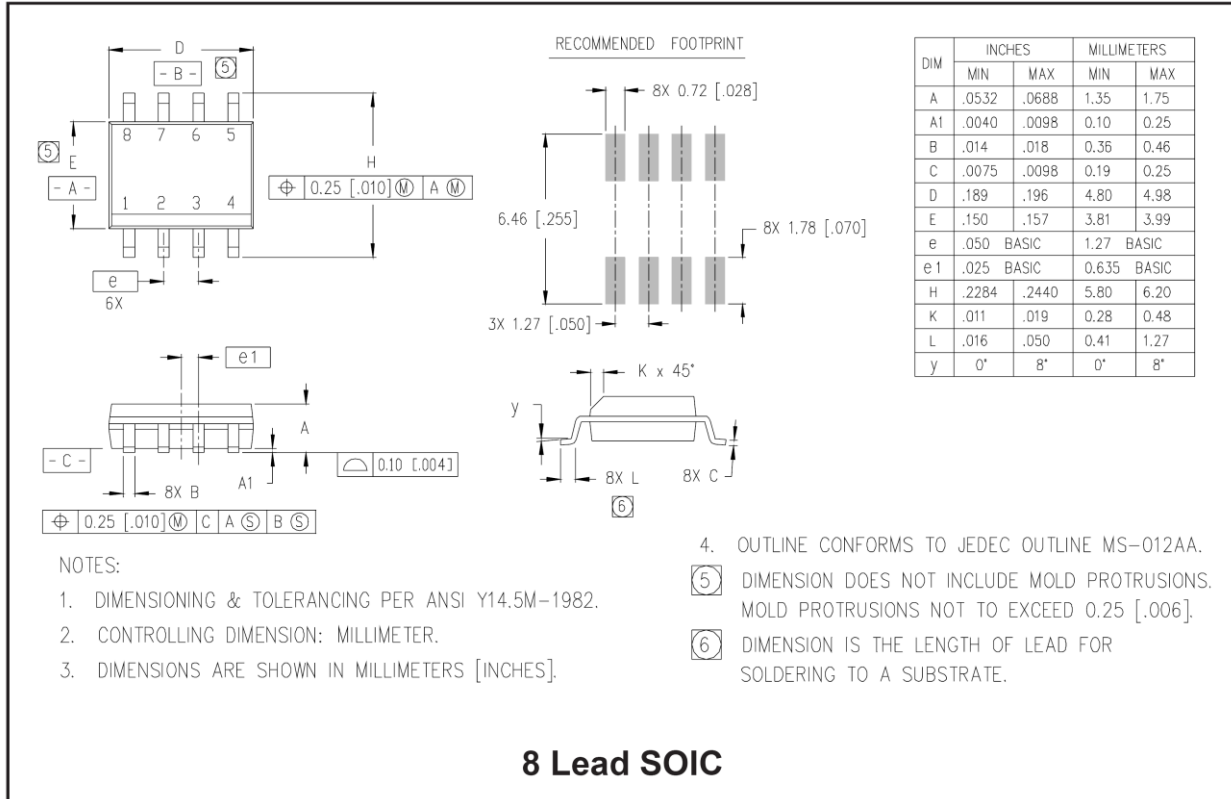 D
- B -
5
8 7 6 5
5
E
- A -
H
⌖ 0.25 [.010] Ⓜ A Ⓜ
1 2 3 4
e
6X
RECOMMENDED FOOTPRINT
8X 0.72 [.028]
6.46 [.255]
8X 1.78 [.070]
3X 1.27 [.050]
DIM INCHES MILLIMETERS
MIN MAX MIN MAX
A .0532 .0688 1.35 1.75
A1 .0040 .0098 0.10 0.25
B .014 .018 0.36 0.46
C .0075 .0098 0.19 0.25
D .189 .196 4.80 4.98
E .150 .157 3.81 3.99
e .050 BASIC 1.27 BASIC
e1 .025 BASIC 0.635 BASIC
H .2284 .2440 5.80 6.20
K .011 .019 0.28 0.48
L .016 .050 0.41 1.27
y 0° 8° 0° 8°
e1
A
- C -
A1
8X B
⌓ 0.10 [.004]
⌖ 0.25 [.010] Ⓜ C A Ⓢ B Ⓢ
K x 45°
y
8X L
6
8X C
NOTES:
1. DIMENSIONING & TOLERANCING PER ANSI Y14.5M-1982.
2. CONTROLLING DIMENSION: MILLIMETER.
3. DIMENSIONS ARE SHOWN IN MILLIMETERS [INCHES].
4. OUTLINE CONFORMS TO JEDEC OUTLINE MS-012AA.
5 DIMENSION DOES NOT INCLUDE MOLD PROTRUSIONS.
MOLD PROTRUSIONS NOT TO EXCEED 0.25 [.006].
6 DIMENSION IS THE LENGTH OF LEAD FOR
SOLDERING TO A SUBSTRATE.
8 Lead SOIC